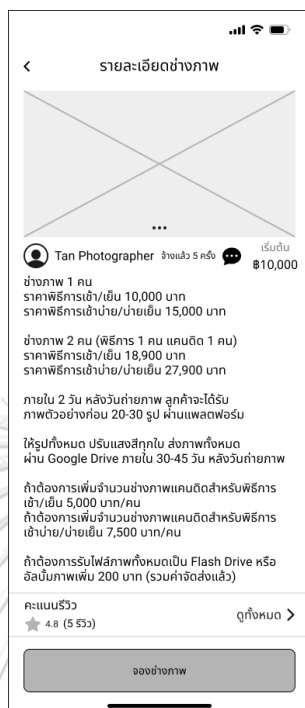 รายละเอียดช่างภาพ
Tan Photographer จ้างแล้ว 5 ครั้ง
เริ่มต้น
฿10,000
ช่างภาพ 1 คน
ราคาพิธีการเช้า/เย็น 10,000 บาท
ราคาพิธีการเช้าบ่าย/บ่ายเย็น 15,000 บาท
ช่างภาพ 2 คน (พิธีการ 1 คน แคนดิด 1 คน)
ราคาพิธีการเช้า/เย็น 18,900 บาท
ราคาพิธีการเช้าบ่าย/บ่ายเย็น 27,900 บาท
ภายใน 2 วัน หลังวันถ่ายภาพ ลูกค้าจะได้รับ
ภาพตัวอย่างก่อน 20-30 รูป ผ่านแพลตฟอร์ม
ให้รูปทั้งหมด ปรับแสงสีทุกใบ ส่งภาพทั้งหมด
ผ่าน Google Drive ภายใน 30-45 วัน หลังวันถ่ายภาพ
ถ้าต้องการเพิ่มจำนวนช่างภาพแคนดิดสำหรับพิธีการ
เช้า/เย็น 5,000 บาท/คน
ถ้าต้องการเพิ่มจำนวนช่างภาพแคนดิดสำหรับพิธีการ
เช้าบ่าย/บ่ายเย็น 7,500 บาท/คน
ถ้าต้องการรับไฟล์ภาพทั้งหมดเป็น Flash Drive หรือ
อัลบั้มภาพเพิ่ม 200 บาท (รวมค่าจัดส่งแล้ว)
คะแนนรีวิว
4.8 (5 รีวิว)
ดูทั้งหมด
จองช่างภาพ